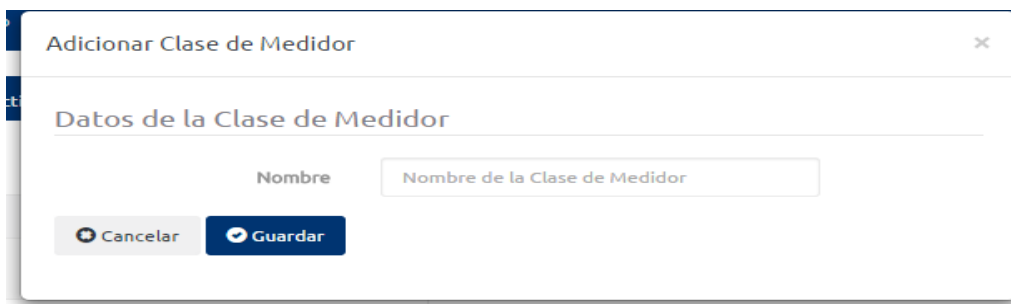 Adicionar Clase de Medidor ×
Datos de la Clase de Medidor
Nombre Nombre de la Clase de Medidor
Cancelar Guardar